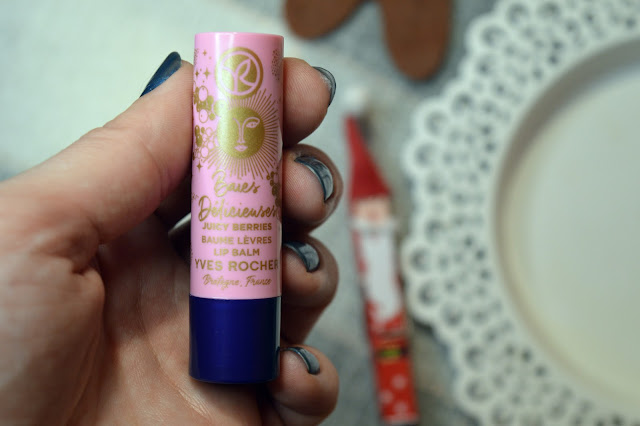 Baies
Délicieuses
JUICY BERRIES
BAUME LÈVRES
LIP BALM
YVES ROCHER
Bretagne, France